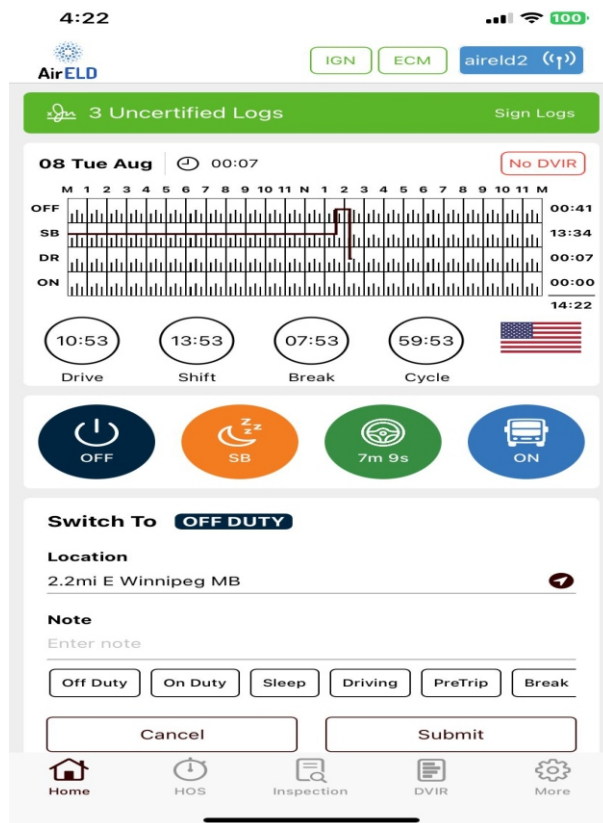 4:22
100
AirELD
IGN
ECM
aireld2
3 Uncertified Logs
Sign Logs
08 Tue Aug
00:07
No DVIR
M 1 2 3 4 5 6 7 8 9 10 11 N 1 2 3 4 5 6 7 8 9 10 11 M
OFF 00:41
SB 13:34
DR 00:07
ON 00:00
14:22
10:53 13:53 07:53 59:53
Drive Shift Break Cycle
z z z
OFF SB 7m 9s ON
Switch To OFF DUTY
Location
2.2mi E Winnipeg MB
Note
Enter note
Off Duty On Duty Sleep Driving PreTrip Break
Cancel Submit
Home HOS Inspection DVIR More